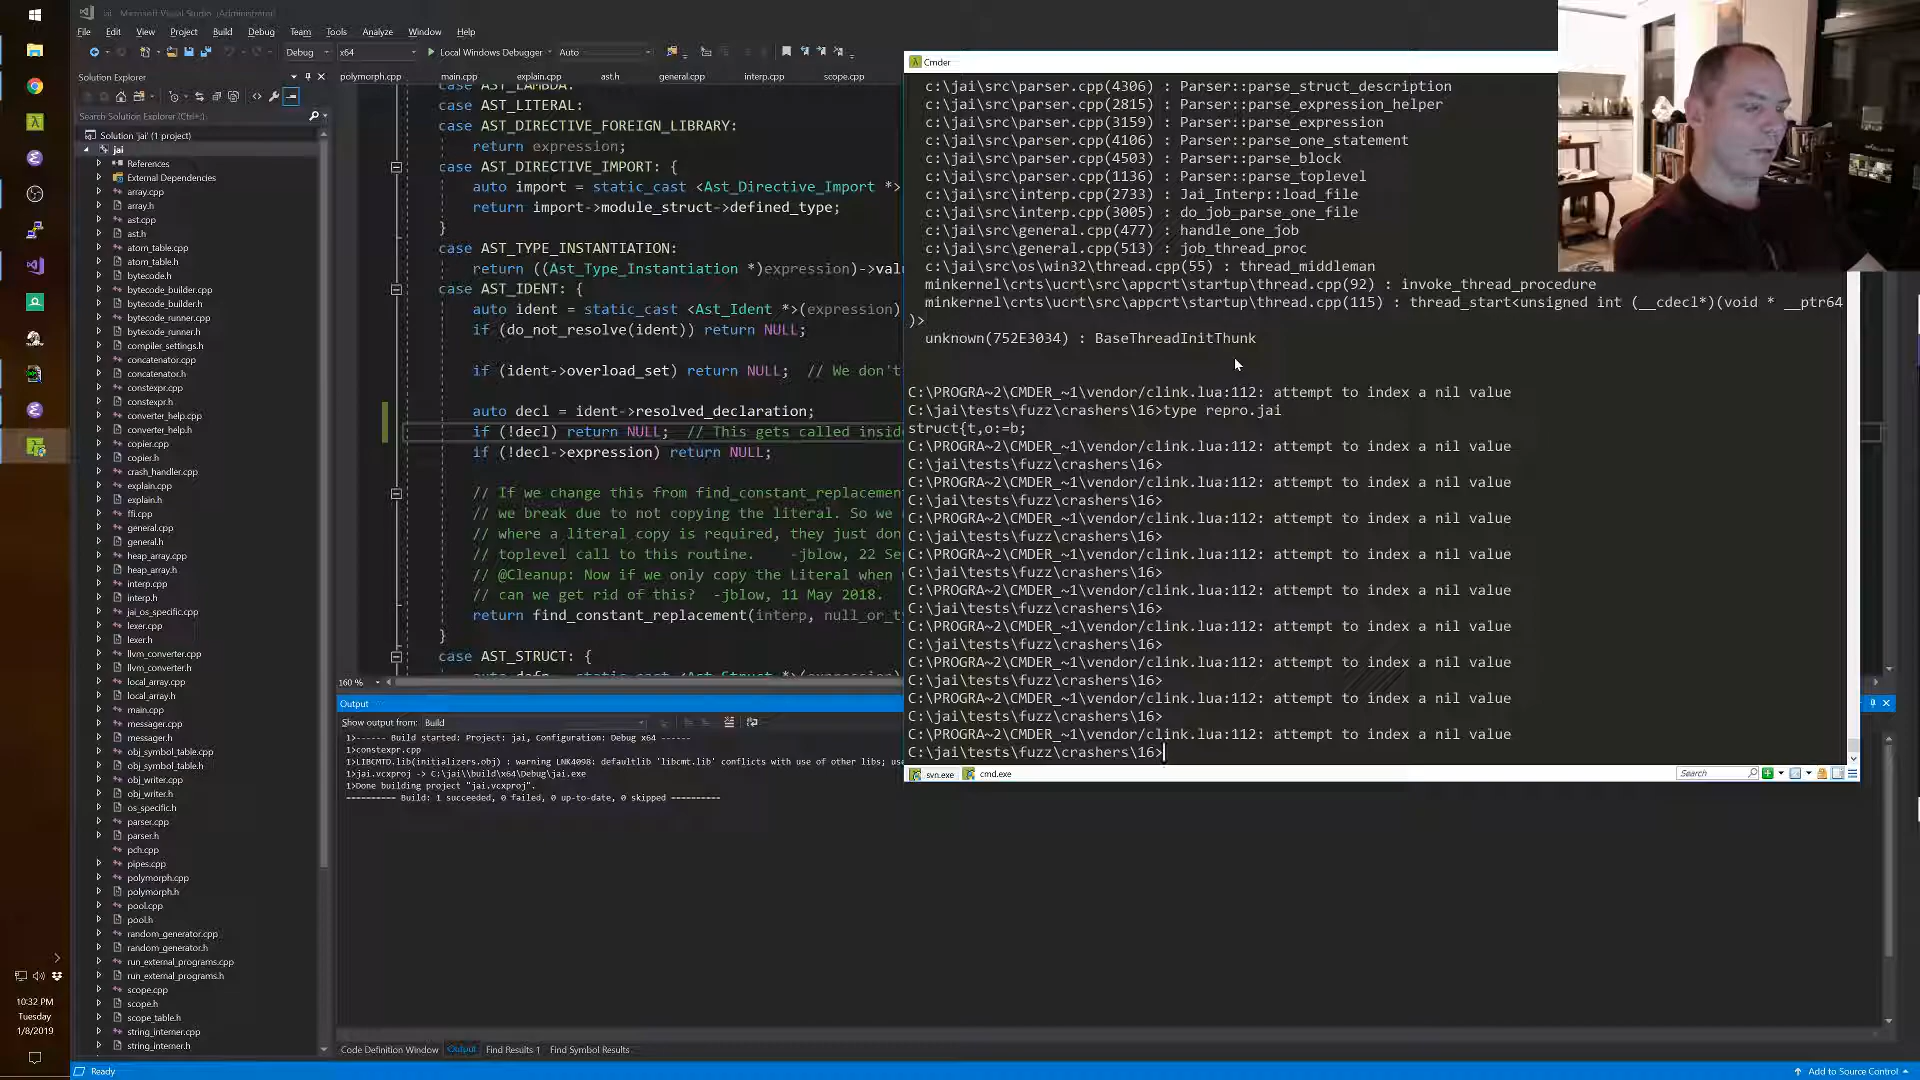 jai - Microsoft Visual Studio (Administrator)
File Edit View Project Build Debug Team Tools Analyze Window Help
Debug x64 Local Windows Debugger Auto
Solution Explorer
Search Solution Explorer (Ctrl+;)
Solution 'jai' (1 project)
jai
References
External Dependencies
array.cpp
array.h
ast.cpp
ast.h
atom_table.cpp
atom_table.h
bytecode.h
bytecode_builder.cpp
bytecode_builder.h
bytecode_runner.cpp
bytecode_runner.h
compiler_settings.h
concatenator.cpp
concatenator.h
constexpr.cpp
constexpr.h
converter_help.cpp
converter_help.h
copier.cpp
copier.h
crash_handler.cpp
explain.cpp
explain.h
ffi.cpp
general.cpp
general.h
heap_array.cpp
heap_array.h
interp.cpp
interp.h
jai_os_specific.cpp
lexer.cpp
lexer.h
llvm_converter.cpp
llvm_converter.h
local_array.cpp
local_array.h
main.cpp
messager.cpp
messager.h
obj_symbol_table.cpp
obj_symbol_table.h
obj_writer.cpp
obj_writer.h
os_specific.h
parser.cpp
parser.h
pch.cpp
pipes.cpp
polymorph.cpp
polymorph.h
pool.cpp
pool.h
random_generator.cpp
random_generator.h
run_external_programs.cpp
run_external_programs.h
scope.cpp
scope.h
scope_table.h
string_interner.cpp
string_interner.h
polymorph.cpp main.cpp explain.cpp ast.h general.cpp interp.cpp scope.cpp
case AST_LAMBDA:
case AST_LITERAL:
case AST_DIRECTIVE_FOREIGN_LIBRARY:
return expression;
case AST_DIRECTIVE_IMPORT: {
auto import = static_cast <Ast_Directive_Import *>
return import->module_struct->defined_type;
}
case AST_TYPE_INSTANTIATION:
return ((Ast_Type_Instantiation *)expression)->valu
case AST_IDENT: {
auto ident = static_cast <Ast_Ident *>(expression)
if (do_not_resolve(ident)) return NULL;
if (ident->overload_set) return NULL; // We don't
auto decl = ident->resolved_declaration;
if (!decl) return NULL; // This gets called insid
if (!decl->expression) return NULL;
// If we change this from find_constant_replacemen
// we break due to not copying the literal. So we
// where a literal copy is required, they just don
// toplevel call to this routine. -jblow, 22 Se
// @Cleanup: Now if we only copy the Literal when
// can we get rid of this? -jblow, 11 May 2018.
return find_constant_replacement(interp, null_or_t
}
case AST_STRUCT: {
160 %
Output
Show output from: Build
1>------ Build started: Project: jai, Configuration: Debug x64 ------
1>constexpr.cpp
1>LIBCMTD.lib(initializers.obj) : warning LNK4098: defaultlib 'libcmt.lib' conflicts with use of other libs; use
1>jai.vcxproj -> C:\jai\\build\x64\Debug\jai.exe
1>Done building project "jai.vcxproj".
========== Build: 1 succeeded, 0 failed, 0 up-to-date, 0 skipped ==========
Code Definition Window Output Find Results 1 Find Symbol Results
Ready
Add to Source Control
Cmder
c:\jai\src\parser.cpp(4306) : Parser::parse_struct_description
c:\jai\src\parser.cpp(2815) : Parser::parse_expression_helper
c:\jai\src\parser.cpp(3159) : Parser::parse_expression
c:\jai\src\parser.cpp(4106) : Parser::parse_one_statement
c:\jai\src\parser.cpp(4503) : Parser::parse_block
c:\jai\src\parser.cpp(1136) : Parser::parse_toplevel
c:\jai\src\interp.cpp(2733) : Jai_Interp::load_file
c:\jai\src\interp.cpp(3005) : do_job_parse_one_file
c:\jai\src\general.cpp(477) : handle_one_job
c:\jai\src\general.cpp(513) : job_thread_proc
c:\jai\src\os\win32\thread.cpp(55) : thread_middleman
minkernel\crts\ucrt\src\appcrt\startup\thread.cpp(92) : invoke_thread_procedure
minkernel\crts\ucrt\src\appcrt\startup\thread.cpp(115) : thread_start<unsigned int (__cdecl*)(void * __ptr64
)>
unknown(752E3034) : BaseThreadInitThunk
C:\PROGRA~2\CMDER_~1\vendor/clink.lua:112: attempt to index a nil value
C:\jai\tests\fuzz\crashers\16>type repro.jai
struct{t,o:=b;
C:\PROGRA~2\CMDER_~1\vendor/clink.lua:112: attempt to index a nil value
C:\jai\tests\fuzz\crashers\16>
C:\PROGRA~2\CMDER_~1\vendor/clink.lua:112: attempt to index a nil value
C:\jai\tests\fuzz\crashers\16>
C:\PROGRA~2\CMDER_~1\vendor/clink.lua:112: attempt to index a nil value
C:\jai\tests\fuzz\crashers\16>
C:\PROGRA~2\CMDER_~1\vendor/clink.lua:112: attempt to index a nil value
C:\jai\tests\fuzz\crashers\16>
C:\PROGRA~2\CMDER_~1\vendor/clink.lua:112: attempt to index a nil value
C:\jai\tests\fuzz\crashers\16>
C:\PROGRA~2\CMDER_~1\vendor/clink.lua:112: attempt to index a nil value
C:\jai\tests\fuzz\crashers\16>
C:\PROGRA~2\CMDER_~1\vendor/clink.lua:112: attempt to index a nil value
C:\jai\tests\fuzz\crashers\16>
C:\PROGRA~2\CMDER_~1\vendor/clink.lua:112: attempt to index a nil value
C:\jai\tests\fuzz\crashers\16>
C:\PROGRA~2\CMDER_~1\vendor/clink.lua:112: attempt to index a nil value
C:\jai\tests\fuzz\crashers\16>
svn.exe cmd.exe
Search
10:32 PM
Tuesday
1/8/2019